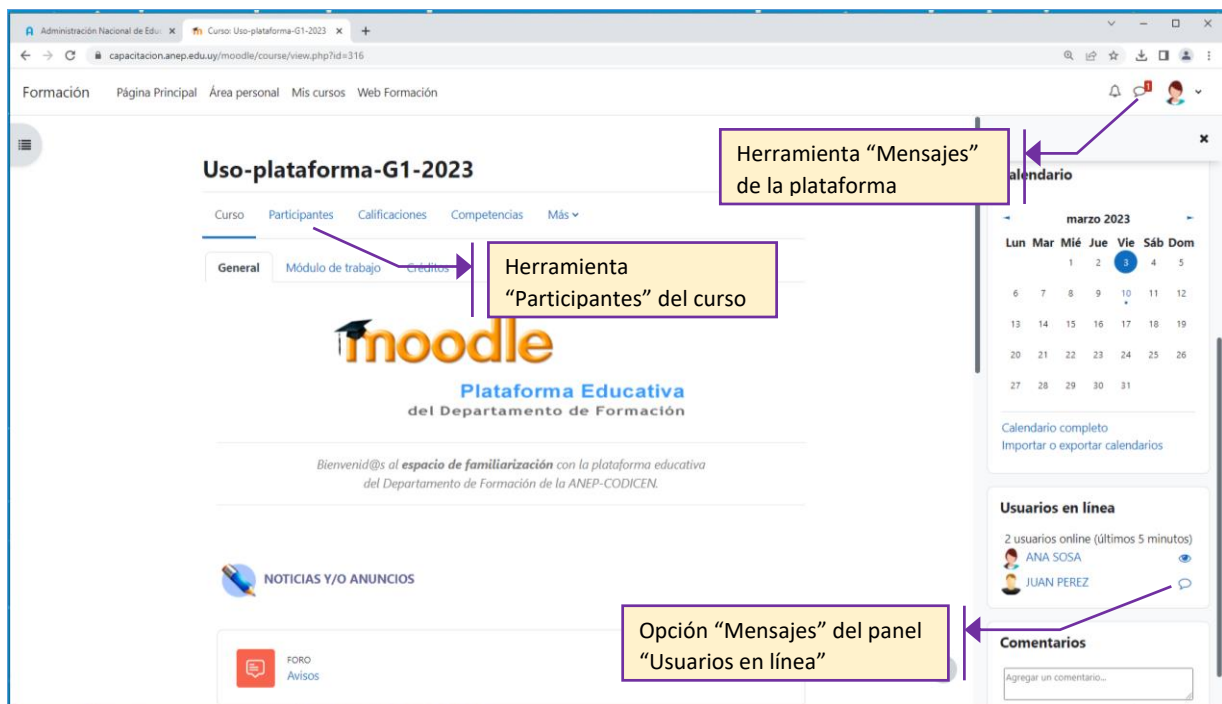 Administración Nacional de Edu
Curso: Uso-plataforma-G1-2023
capacitacion.anep.edu.uy/moodle/course/view.php?id=316
Formación Página Principal Área personal Mis cursos Web Formación
1
Uso-plataforma-G1-2023
Herramienta “Mensajes”
de la plataforma
Curso Participantes Calificaciones Competencias Más
General Módulo de trabajo Créditos
Herramienta
“Participantes” del curso
moodle
Plataforma Educativa
del Departamento de Formación
Bienvenid@s al espacio de familiarización con la plataforma educativa
del Departamento de Formación de la ANEP-CODICEN.
NOTICIAS Y/O ANUNCIOS
FORO
Avisos
Opción “Mensajes” del panel
“Usuarios en línea”
alendario
marzo 2023
Lun Mar Mié Jue Vie Sáb Dom
1 2 3 4 5
6 7 8 9 10 11 12
13 14 15 16 17 18 19
20 21 22 23 24 25 26
27 28 29 30 31
Calendario completo
Importar o exportar calendarios
Usuarios en línea
2 usuarios online (últimos 5 minutos)
ANA SOSA
JUAN PEREZ
Comentarios
Agregar un comentario...